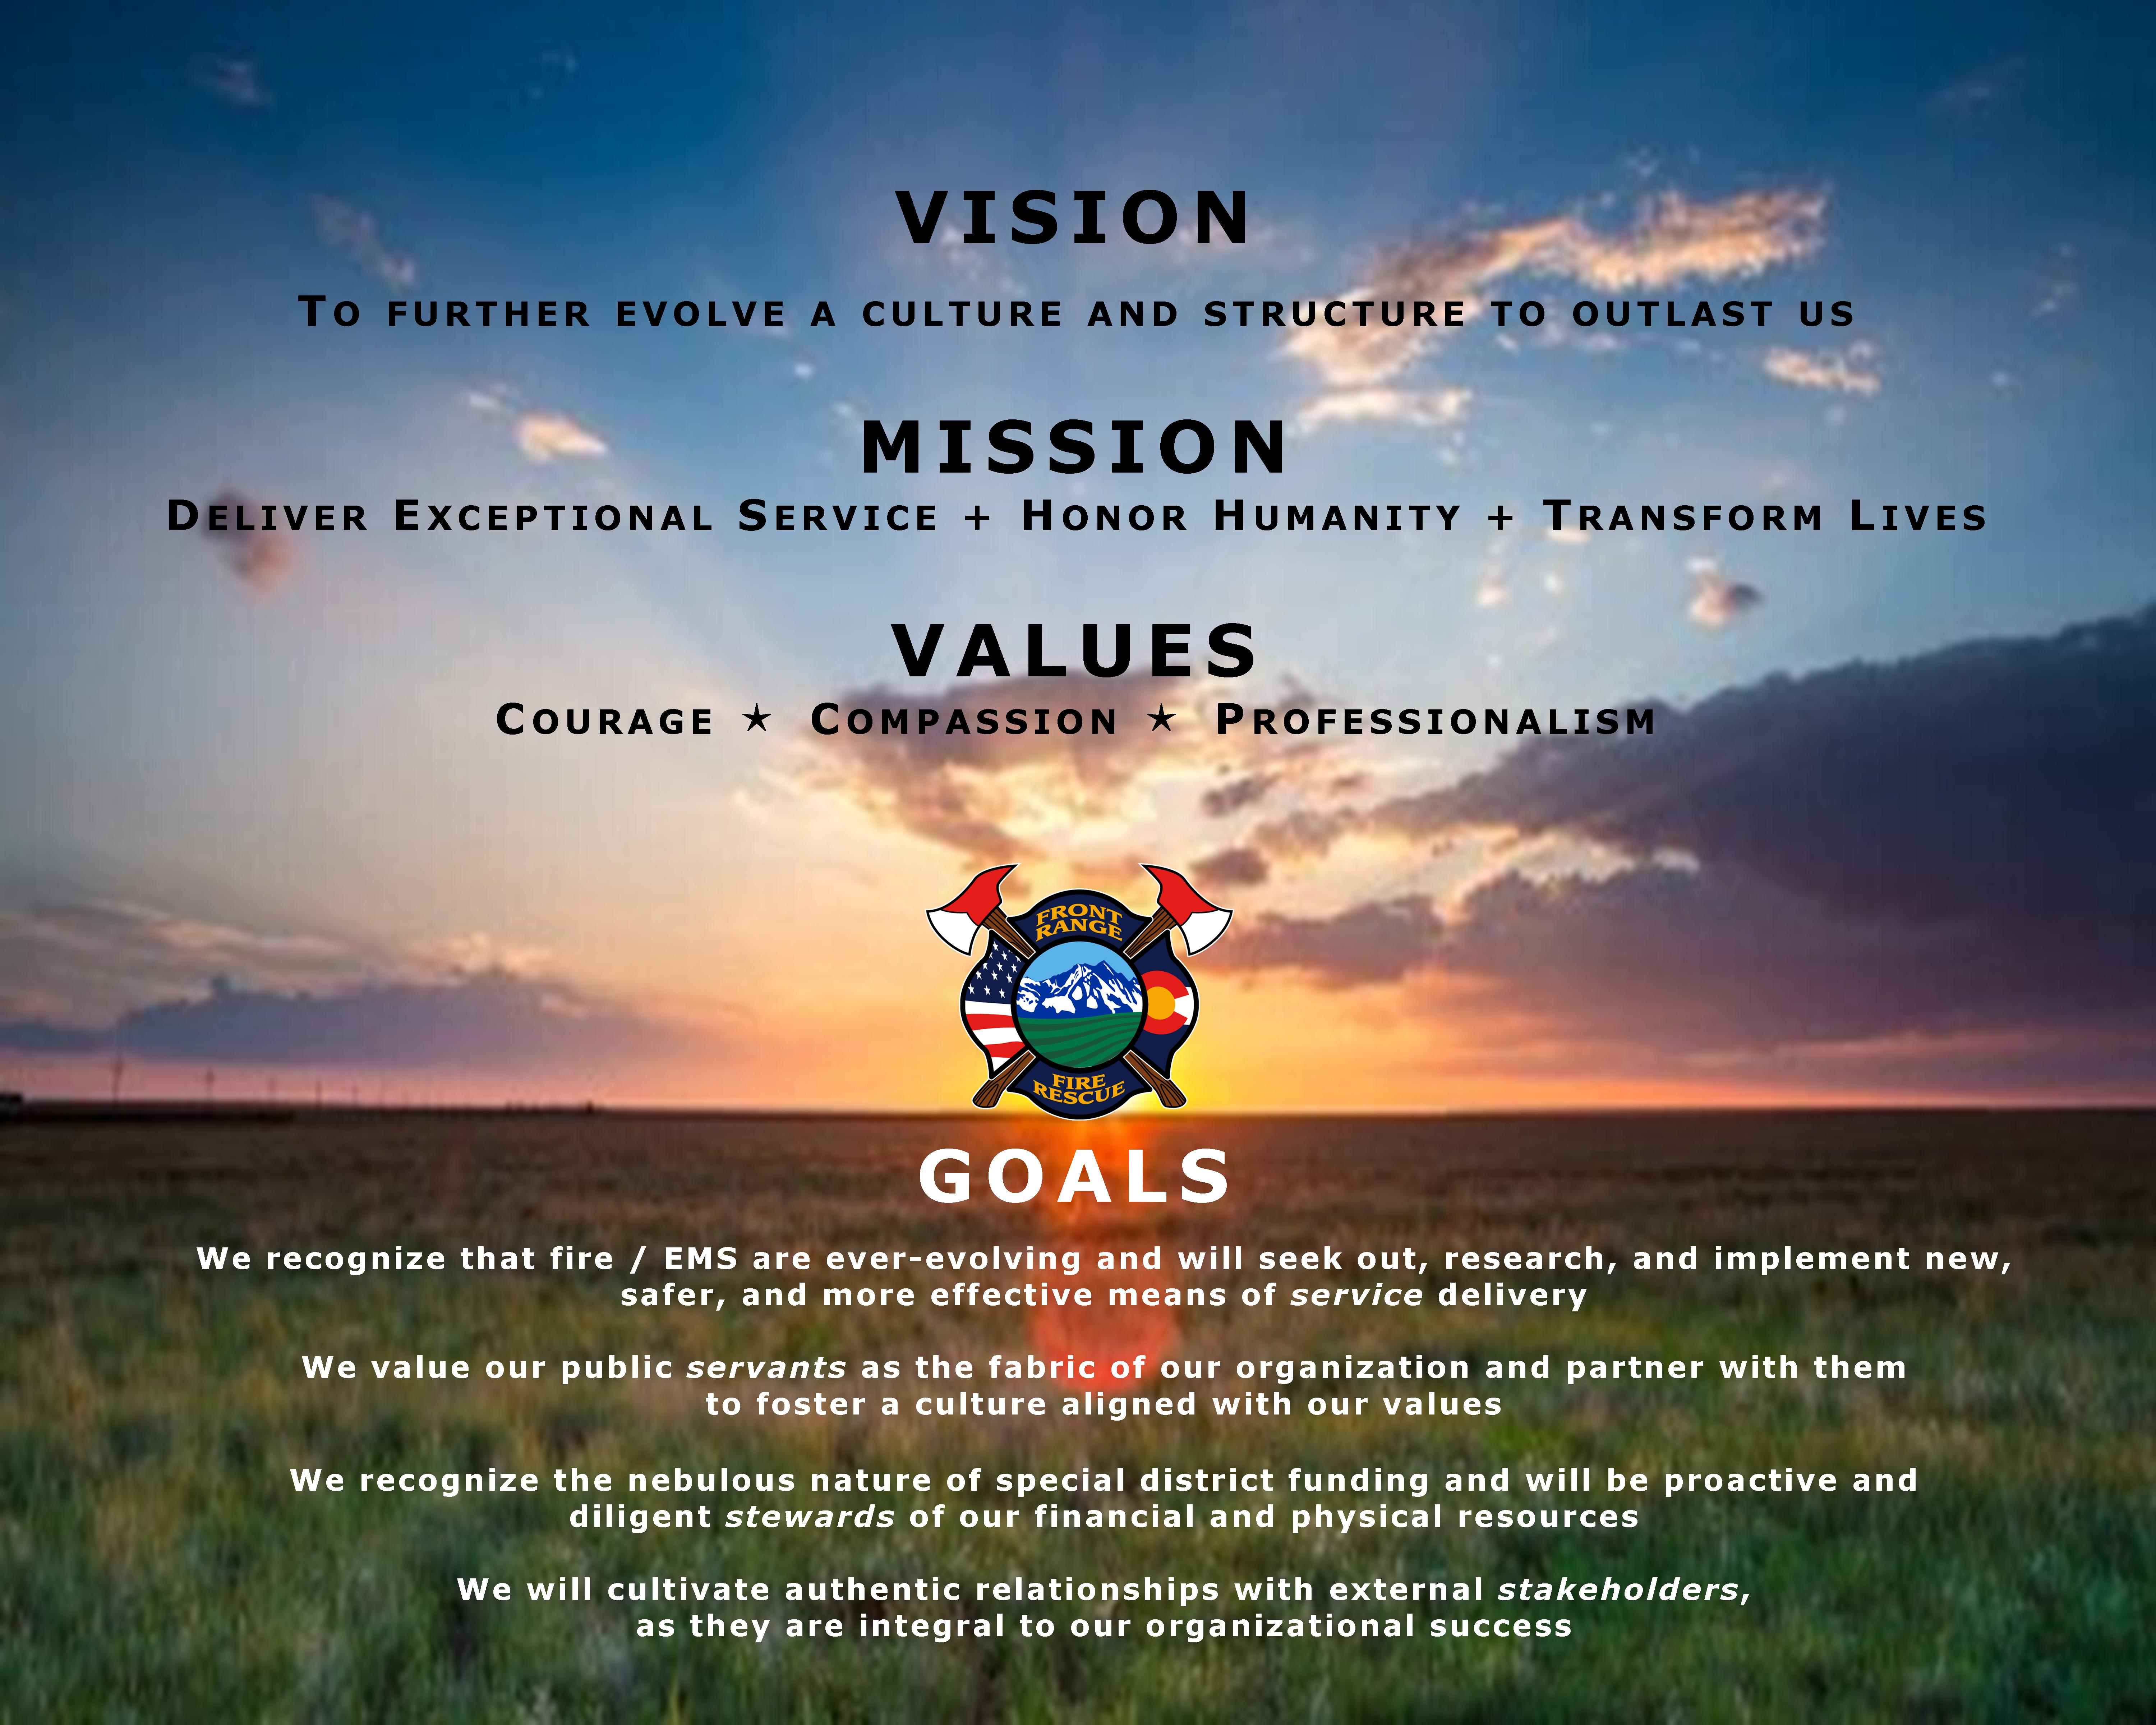 VISION
To further evolve a culture and structure to outlast us
MISSION
Deliver Exceptional Service + Honor Humanity + Transform Lives
VALUES
Courage ★ Compassion ★ Professionalism
FRONT
RANGE
FIRE
RESCUE
GOALS
We recognize that fire / EMS are ever-evolving and will seek out, research, and implement new,
safer, and more effective means of service delivery
We value our public servants as the fabric of our organization and partner with them
to foster a culture aligned with our values
We recognize the nebulous nature of special district funding and will be proactive and
diligent stewards of our financial and physical resources
We will cultivate authentic relationships with external stakeholders,
as they are integral to our organizational success